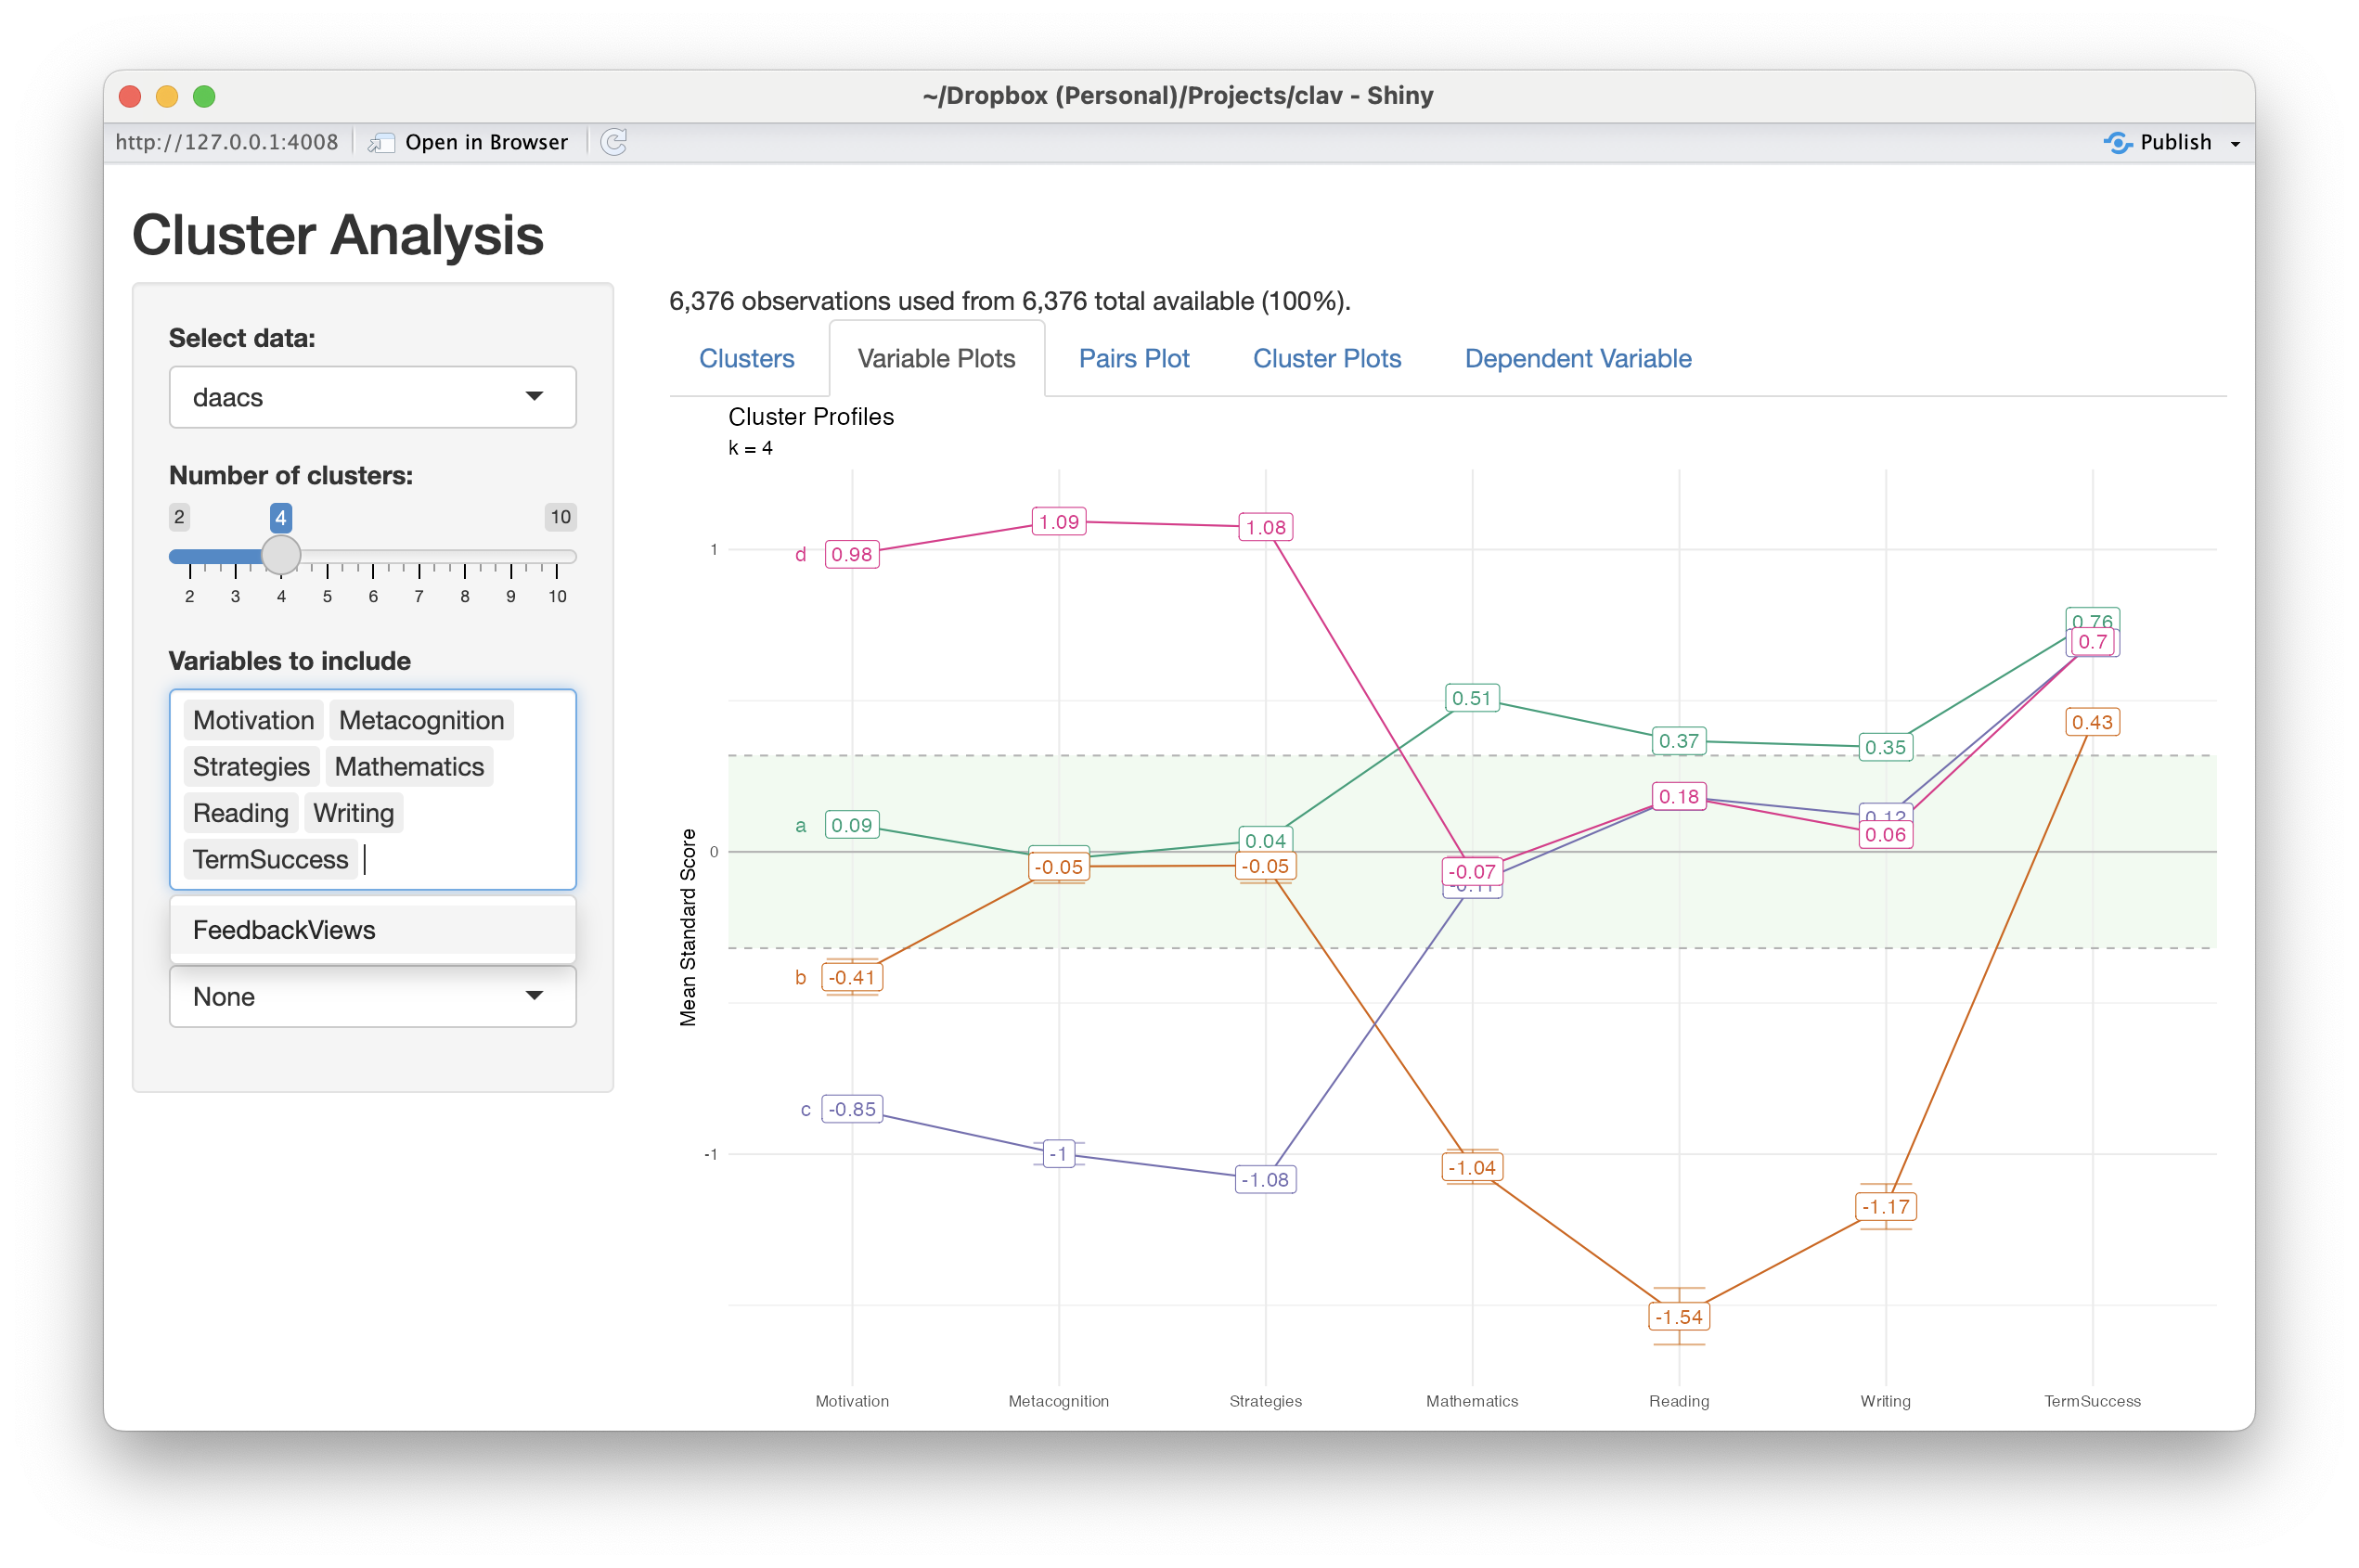 ~/Dropbox (Personal)/Projects/clav - Shiny
http://127.0.0.1:4008 Open in Browser Publish
Cluster Analysis
6,376 observations used from 6,376 total available (100%).
Select data:
daacs
Number of clusters:
2 4 10
2 3 4 5 6 7 8 9 10
Variables to include
Motivation Metacognition
Strategies Mathematics
Reading Writing
TermSuccess
FeedbackViews
None
Clusters Variable Plots Pairs Plot Cluster Plots Dependent Variable
Cluster Profiles
k = 4
Mean Standard Score
1
0
-1
d 0.98 1.09 1.08 -0.07 0.18 0.06 0.7
a 0.09 0.04 0.51 0.37 0.35 0.76
b -0.41 -0.05 -0.05 -1.04 -1.54 -1.17 0.43
c -0.85 -1 -1.08 -0.11 0.12
Motivation Metacognition Strategies Mathematics Reading Writing TermSuccess